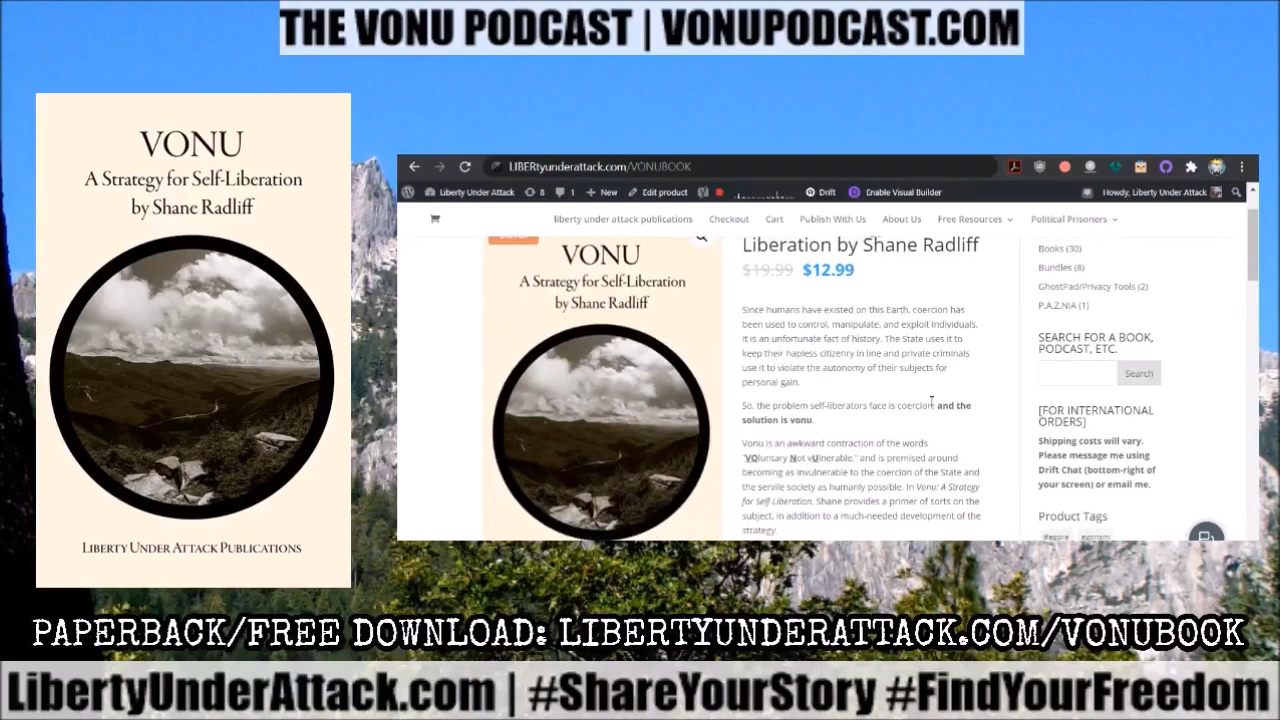 THE VONU PODCAST | VONUPODCAST.COM
VONU
A Strategy for Self-Liberation
by Shane Radliff
LIBERTY UNDER ATTACK PUBLICATIONS
LIBERtyunderattack.com/VONUBOOK
Liberty Under Attack 8 1 New Edit product Drift Enable Visual Builder Howdy, Liberty Under Attack
liberty under attack publications Checkout Cart Publish With Us About Us Free Resources Political Prisoners
VONU
A Strategy for Self-Liberation
by Shane Radliff
Liberation by Shane Radliff
$19.99 $12.99
Since humans have existed on this Earth, coercion has
been used to control, manipulate, and exploit individuals.
It is an unfortunate fact of history. The State uses it to
keep their hapless citizenry in line and private criminals
use it to violate the autonomy of their subjects for
personal gain.
So, the problem self-liberators face is coercion, and the
solution is vonu.
Vonu is an awkward contraction of the words
"VOluntary Not vUlnerable," and is premised around
becoming as invulnerable to the coercion of the State and
the servile society as humanly possible. In Vonu: A Strategy
for Self-Liberation, Shane provides a primer of sorts on the
subject, in addition to a much-needed development of the
strategy.
Books (30)
Bundles (8)
GhostPad/Privacy Tools (2)
P.A.Z.NIA (1)
SEARCH FOR A BOOK,
PODCAST, ETC.
Search
[FOR INTERNATIONAL
ORDERS]
Shipping costs will vary.
Please message me using
Drift Chat (bottom-right of
your screen) or email me.
Product Tags
#agora agorism
PAPERBACK/FREE DOWNLOAD: LIBERTYUNDERATTACK.COM/VONUBOOK
LibertyUnderAttack.com | #ShareYourStory #FindYourFreedom